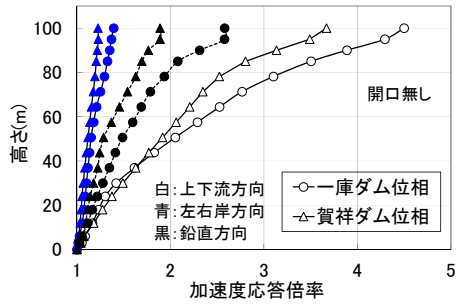 120
100
80
60
40
20
0
高さ(m)
開口無し
白:上下流方向
青:左右岸方向
黒:鉛直方向
一庫ダム位相
賀祥ダム位相
1
2
3
4
5
加速度応答倍率